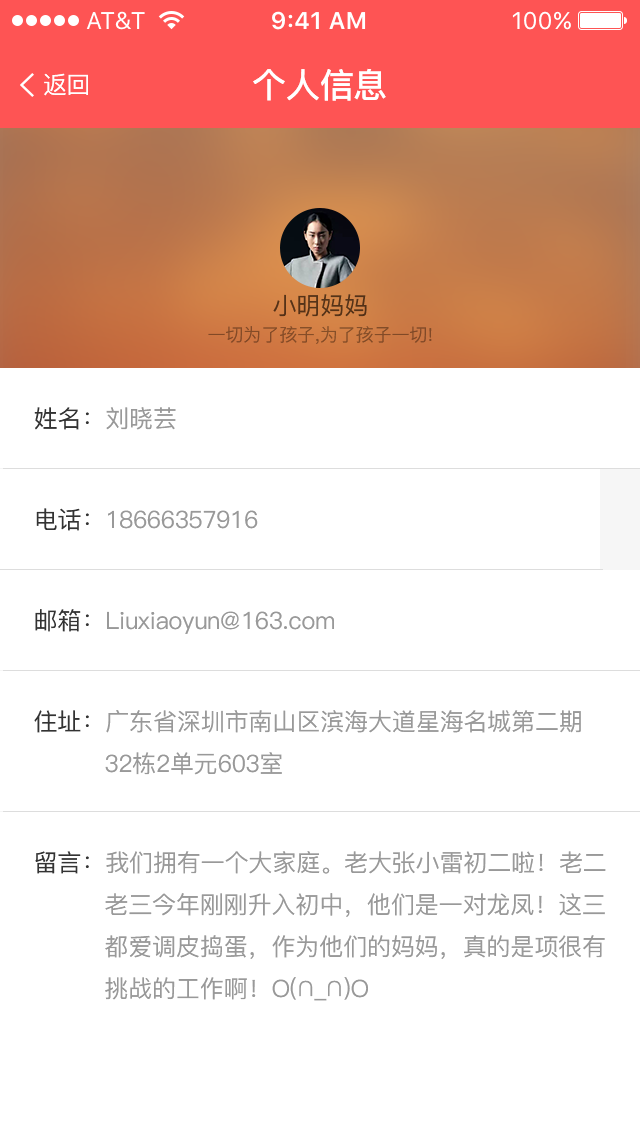 AT&T 9:41 AM 100%
返回 个人信息
小明妈妈
一切为了孩子,为了孩子一切!
姓名：刘晓芸
电话：18666357916
邮箱：Liuxiaoyun@163.com
住址：广东省深圳市南山区滨海大道星海名城第二期
32栋2单元603室
留言：我们拥有一个大家庭。老大张小雷初二啦！老二
老三今年刚刚升入初中，他们是一对龙凤！这三
都爱调皮捣蛋，作为他们的妈妈，真的是项很有
挑战的工作啊！O(∩_∩)O